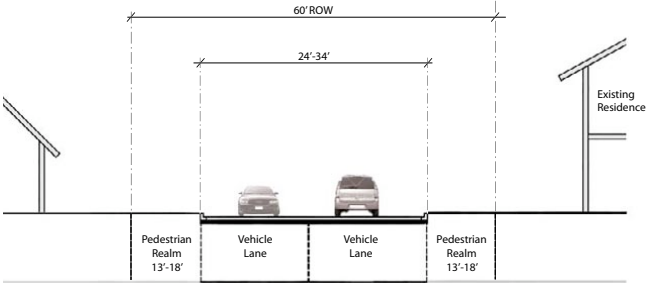 60' ROW
24'-34'
Existing
Residence
Pedestrian
Realm
13'-18'
Vehicle
Lane
Vehicle
Lane
Pedestrian
Realm
13'-18'